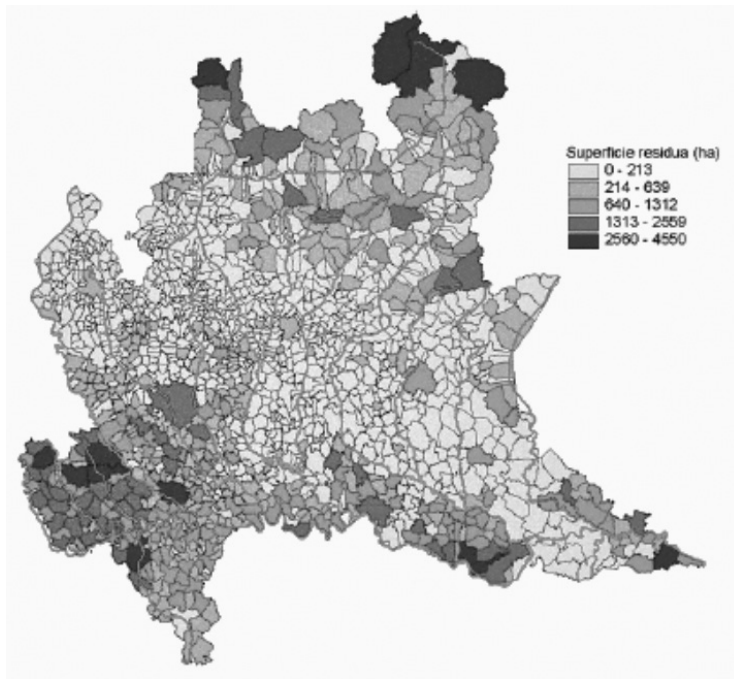 Superficie residua (ha)
0 - 213
214 - 639
640 - 1312
1313 - 2559
2560 - 4550